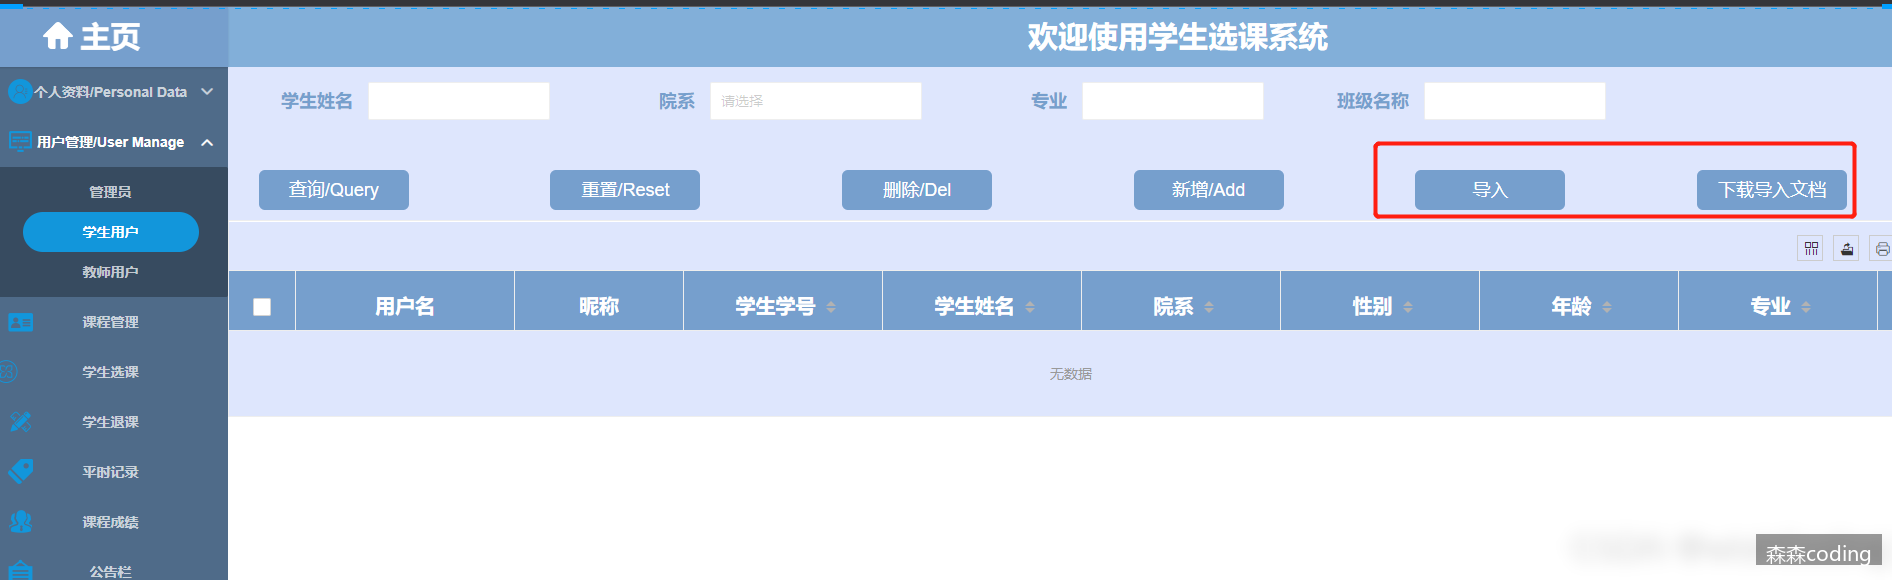 主页
欢迎使用学生选课系统
个人资料/Personal Data
用户管理/User Manage
管理员
学生用户
教师用户
课程管理
学生选课
学生退课
平时记录
课程成绩
公告栏
学生姓名 院系 请选择 专业 班级名称
查询/Query 重置/Reset 删除/Del 新增/Add 导入 下载导入文档
用户名 昵称 学生学号 学生姓名 院系 性别 年龄 专业
无数据
森森coding